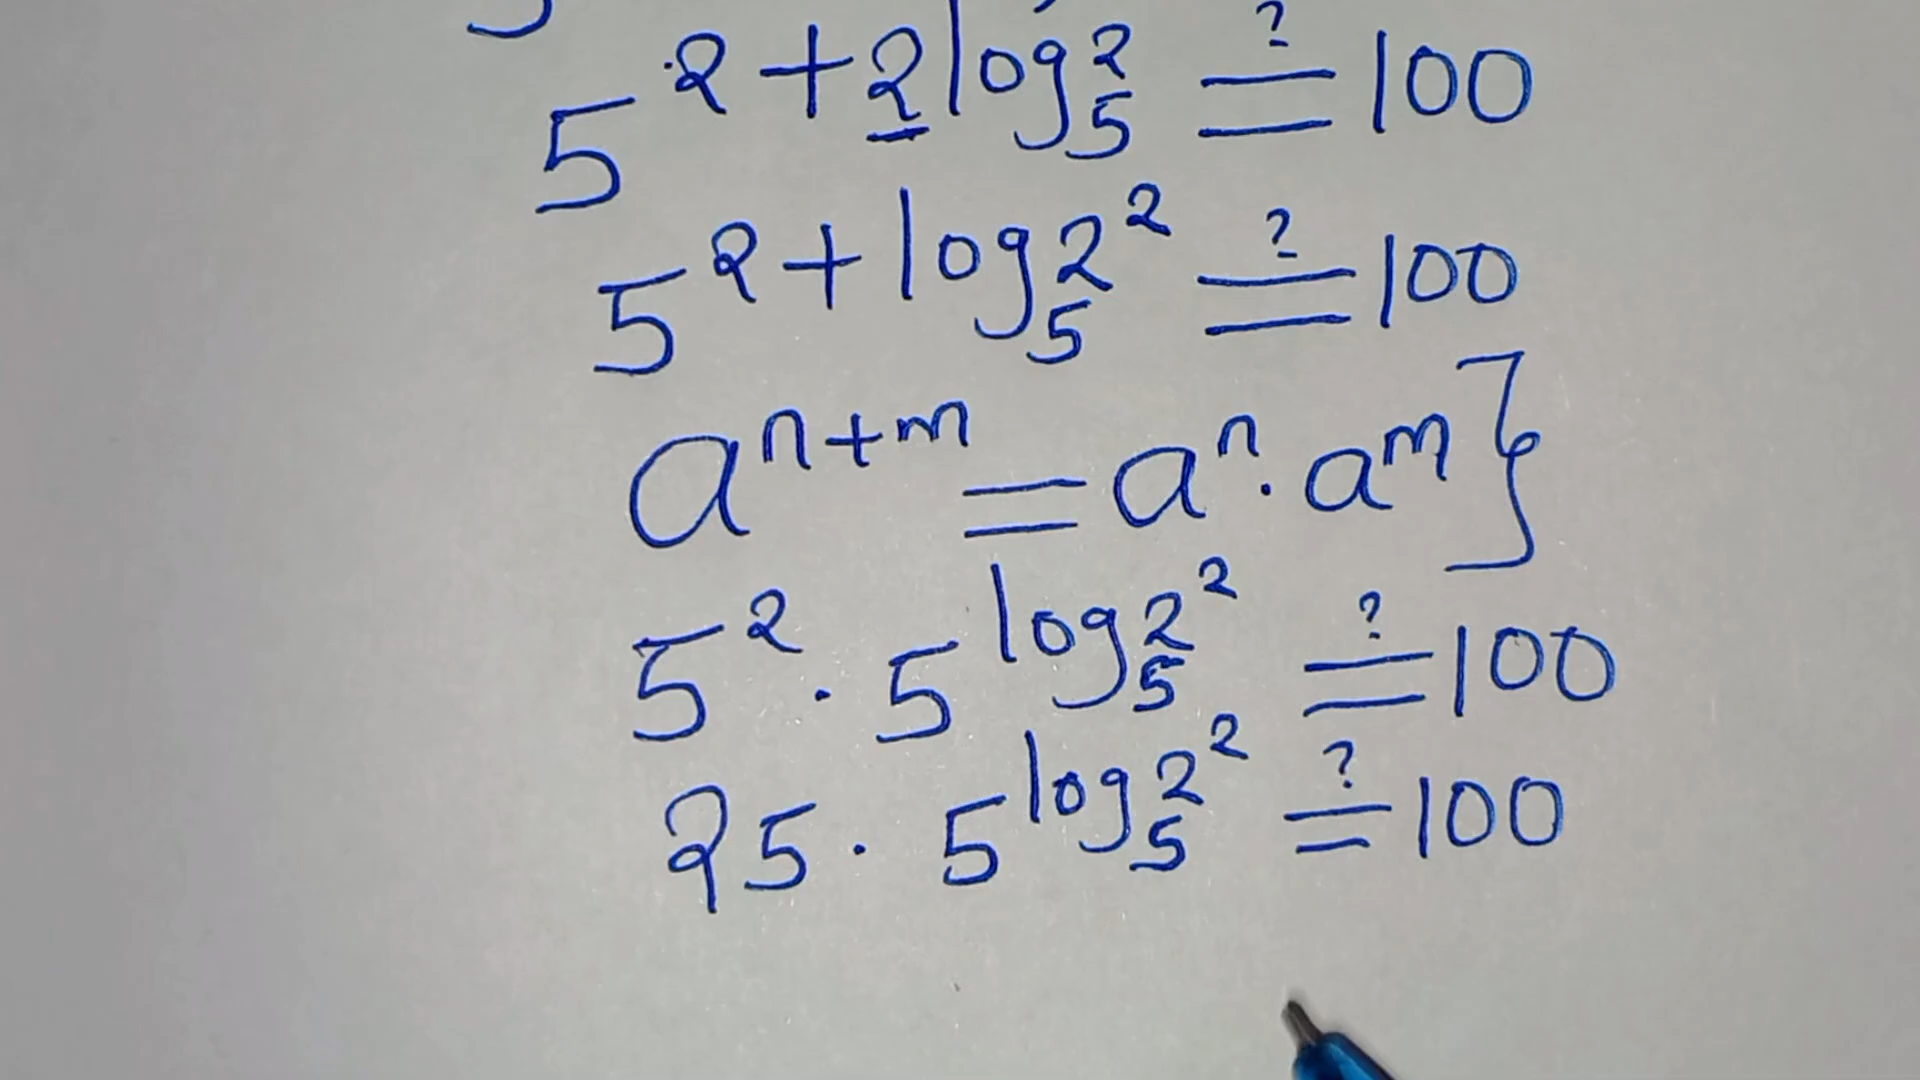 5^{2+2log_5 2} ≟ 100
5^{2+log_5 2^2} ≟ 100
a^{n+m} = a^n · a^m }
5^2 · 5^{log_5 2^2} ≟ 100
25 · 5^{log_5 2^2} ≟ 100